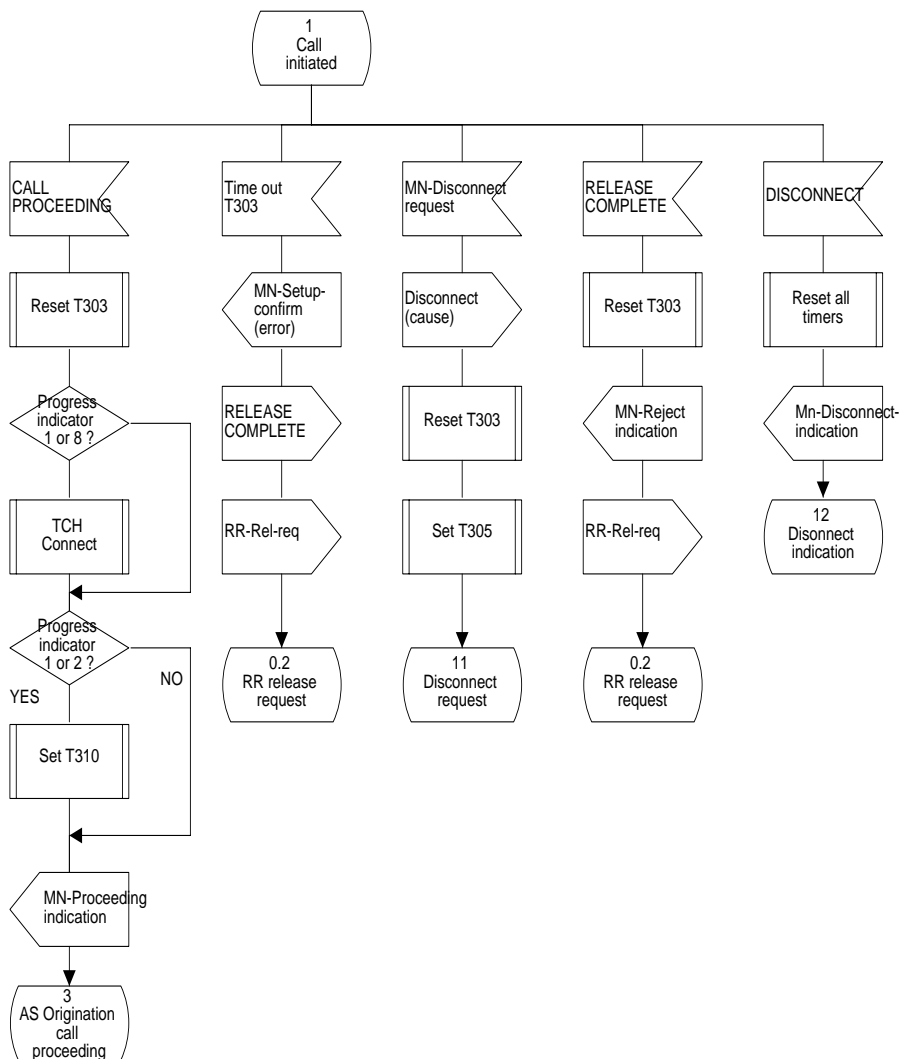 1
Call
initiated
CALL
PROCEEDING
Time out
T303
MN-Disconnect
request
RELEASE
COMPLETE
DISCONNECT
Reset T303
MN-Setup-
confirm
(error)
Disconnect
(cause)
Reset T303
Reset all
timers
Progress
indicator
1 or 8 ?
RELEASE
COMPLETE
Reset T303
MN-Reject
indication
Mn-Disconnect-
indication
TCH
Connect
RR-Rel-req
Set T305
RR-Rel-req
12
Disonnect
indication
Progress
indicator
1 or 2 ?
YES
NO
0.2
RR release
request
11
Disconnect
request
0.2
RR release
request
Set T310
MN-Proceeding
indication
3
AS Origination
call
proceeding